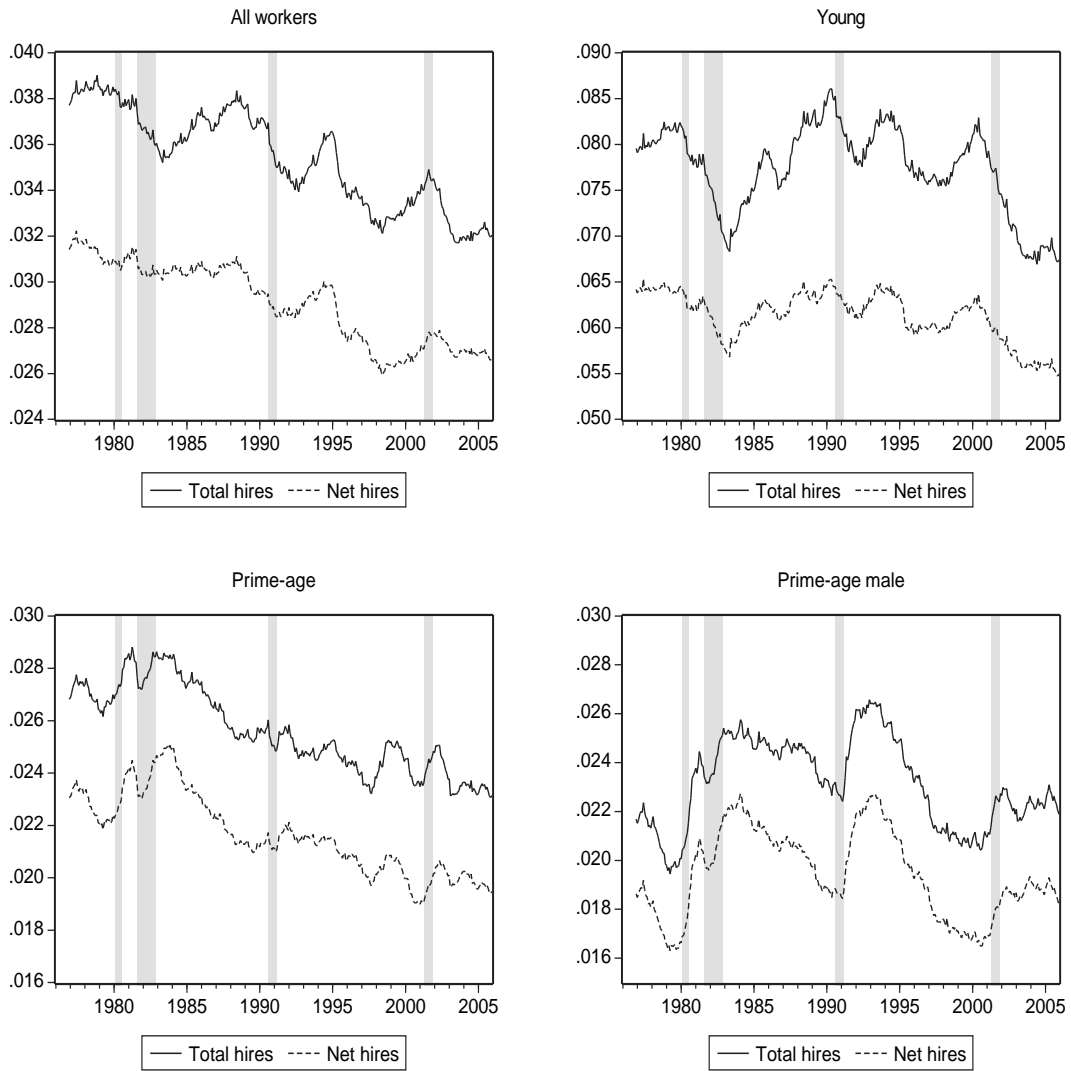 All workers
.040
.038
.036
.034
.032
.030
.028
.026
.024
1980 1985 1990 1995 2000 2005
Total hires Net hires
Young
.090
.085
.080
.075
.070
.065
.060
.055
.050
1980 1985 1990 1995 2000 2005
Total hires Net hires
Prime-age
.030
.028
.026
.024
.022
.020
.018
.016
1980 1985 1990 1995 2000 2005
Total hires Net hires
Prime-age male
.030
.028
.026
.024
.022
.020
.018
.016
1980 1985 1990 1995 2000 2005
Total hires Net hires